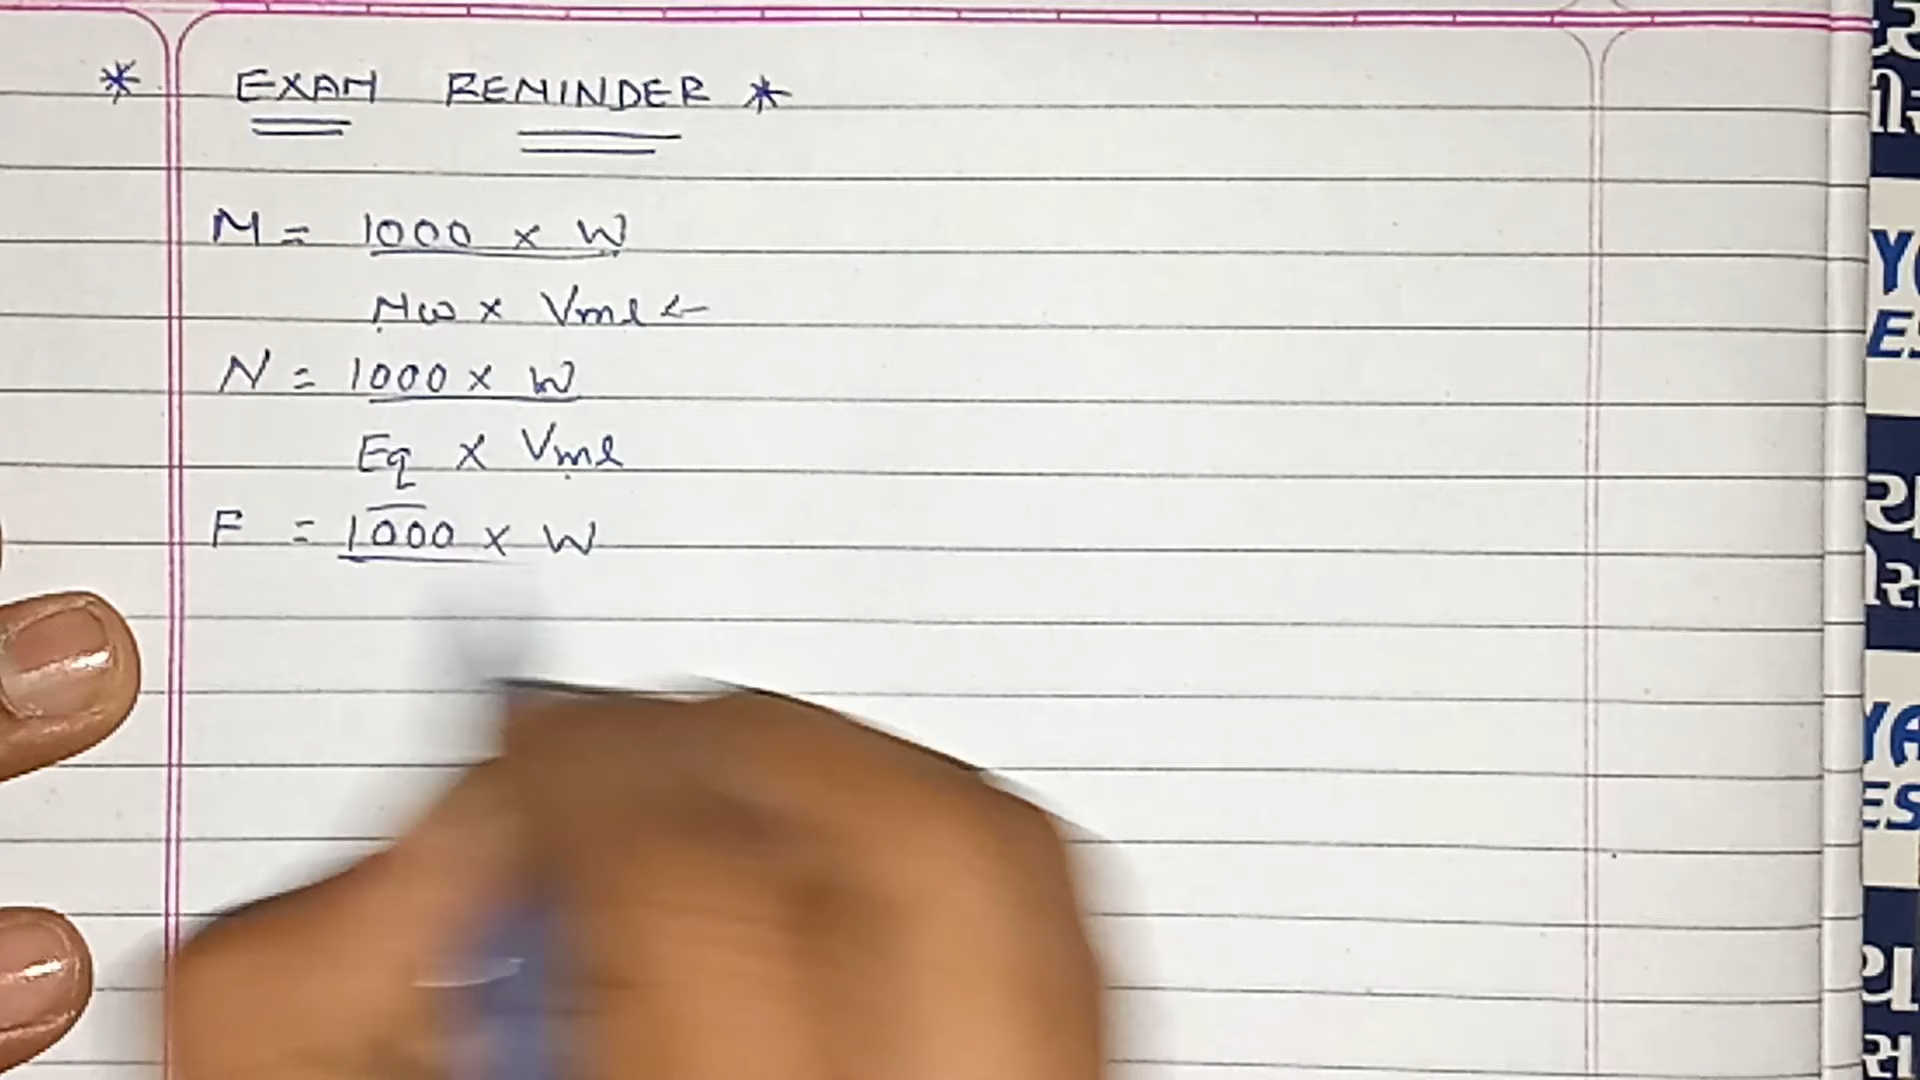 * EXAM REMINDER *
M = 1000 x W
Mw x Vml ←
N = 1000 x W
Eq x Vml
F = 1000 x W